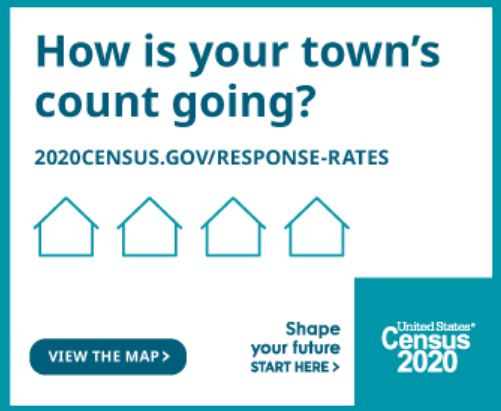 How is your town's
count going?
2020CENSUS.GOV/RESPONSE-RATES
VIEW THE MAP >
Shape
your future
START HERE >
United States®
Census
2020